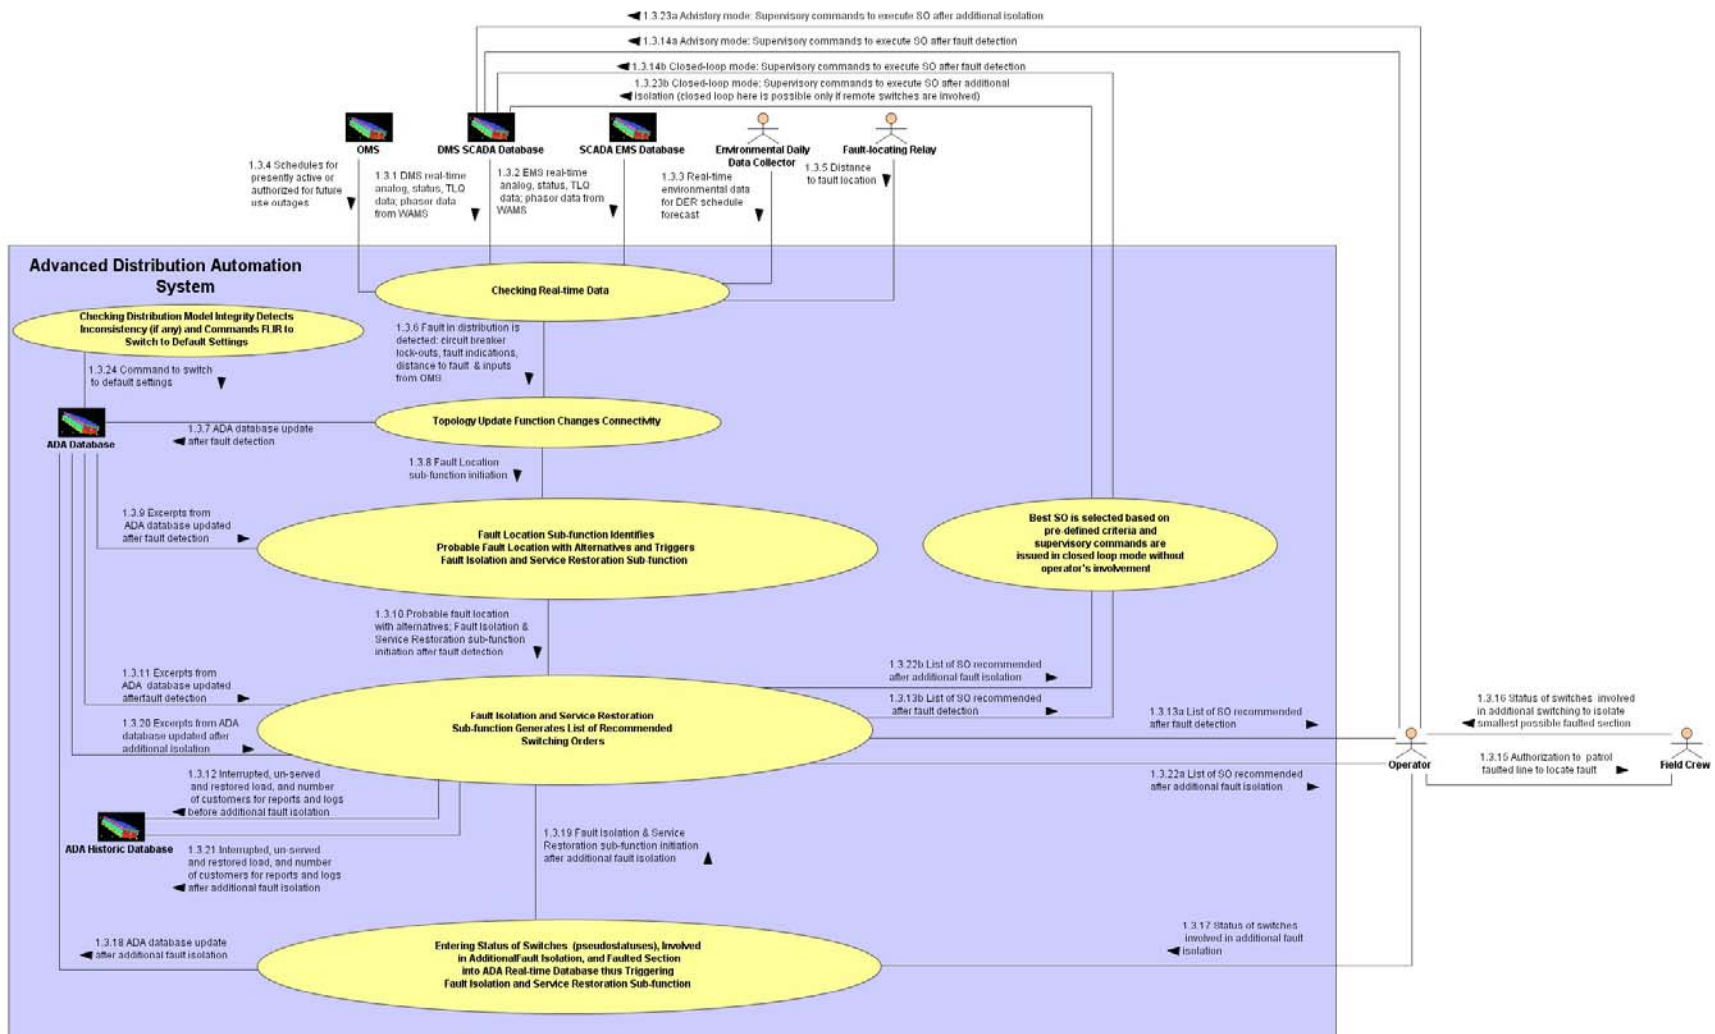 1.3.23a Advistory mode: Supervisory commands to execute SO after additional isolation
1.3.14a Advisory mode: Supervisory commands to execute SO after fault detection
1.3.14b Closed-loop mode: Supervisory commands to execute SO after fault detection
1.3.23b Closed-loop mode: Supervisory commands to execute SO after additional
isolation (closed loop here is possible only if remote switches are involved)
OMS
DMS SCADA Database
SCADA EMS Database
Environmental Daily
Data Collector
Fault-locating Relay
1.3.4 Schedules for
presently active or
authorized for future
use outages
1.3.1 DMS real-time
analog, status, TLQ
data; phasor data
from WAMS
1.3.2 EMS real-time
analog, status, TLQ
data; phasor data from
WAMS
1.3.3 Real-time
environmental data
for DER schedule
forecast
1.3.5 Distance
to fault location
Advanced Distribution Automation
System
Checking Real-time Data
Checking Distribution Model Integrity Detects
Inconsistency (if any) and Commands FLIR to
Switch to Default Settings
1.3.6 Fault in distribution is
detected: circuit breaker
lock-outs, fault indications,
distance to fault & inputs
from OMS
1.3.24 Command to switch
to default settings
ADA Database
1.3.7 ADA database update
after fault detection
Topology Update Function Changes Connectivity
1.3.8 Fault Location
sub-function initiation
1.3.9 Excerpts from
ADA database updated
after fault detection
Fault Location Sub-function Identifies
Probable Fault Location with Alternatives and Triggers
Fault Isolation and Service Restoration Sub-function
Best SO is selected based on
pre-defined criteria and
supervisory commands are
issued in closed loop mode without
operator's involvement
1.3.10 Probable fault location
with alternatives; Fault Isolation &
Service Restoration sub-function
initiation after fault detection
1.3.11 Excerpts from
ADA database updated
afterfault detection
1.3.22b List of SO recommended
after additional fault isolation
1.3.13b List of SO recommended
after fault detection
1.3.20 Excerpts from ADA
database updated after
additional isolation
Fault Isolation and Service Restoration
Sub-function Generates List of Recommended
Switching Orders
1.3.13a List of SO recommended
after fault detection
1.3.16 Status of switches involved
in additional switching to isolate
smallest possible faulted section
Operator
1.3.15 Authorization to patrol
faulted line to locate fault
Field Crew
1.3.22a List of SO recommended
after additional fault isolation
1.3.12 Interrupted, un-served
and restored load, and number
of customers for reports and logs
before additional fault isolation
ADA Historic Database
1.3.21 Interrupted, un-served
and restored load, and number
of customers for reports and logs
after additional fault isolation
1.3.19 Fault Isolation & Service
Restoration sub-function initiation
after additional fault isolation
1.3.18 ADA database update
after additional fault isolation
Entering Status of Switches (pseudostatuses), Involved
in AdditionalFault Isolation, and Faulted Section
into ADA Real-time Database thus Triggering
Fault Isolation and Service Restoration Sub-function
1.3.17 Status of switches
involved in additional fault
isolation